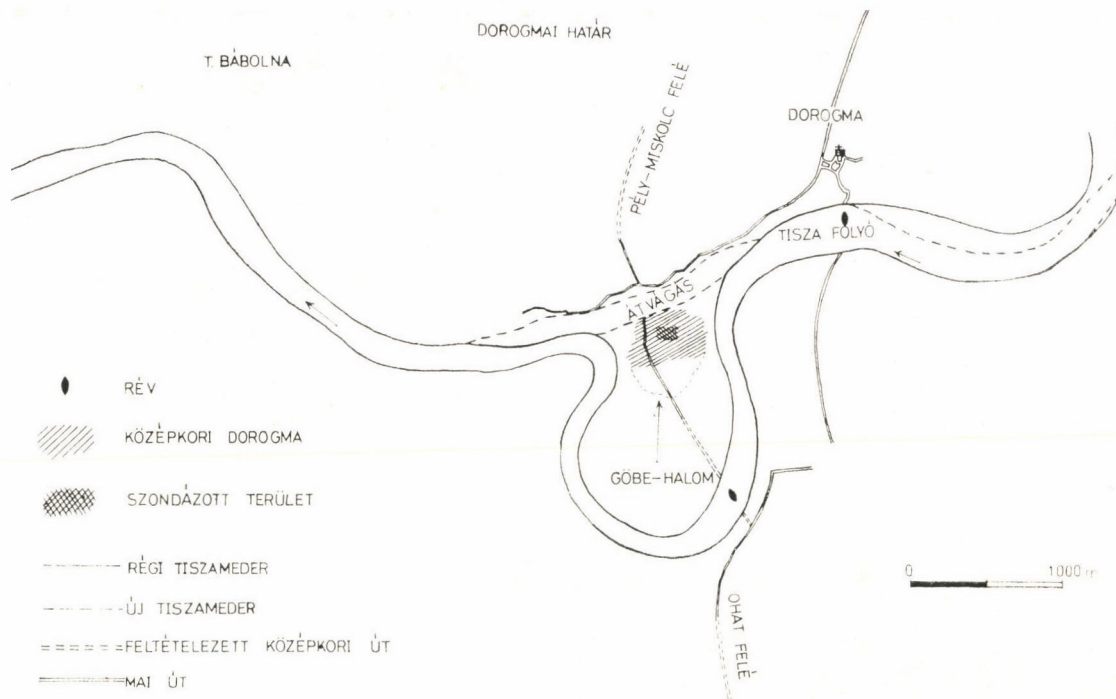 DOROGMAI HATÁR
T. BÁBOLNA
PÉLY-MISKOLC FELÉ
DOROGMA
TISZA FOLYÓ
ÁTVÁGÁS
RÉV
KÖZÉPKORI DOROGMA
GÖBE-HALOM
SZONDÁZOTT TERÜLET
RÉGI TISZAMEDER
ÚJ TISZAMEDER
FELTÉTELEZETT KÖZÉPKORI ÚT
MAI ÚT
0 1000 m
OHAT FELÉ